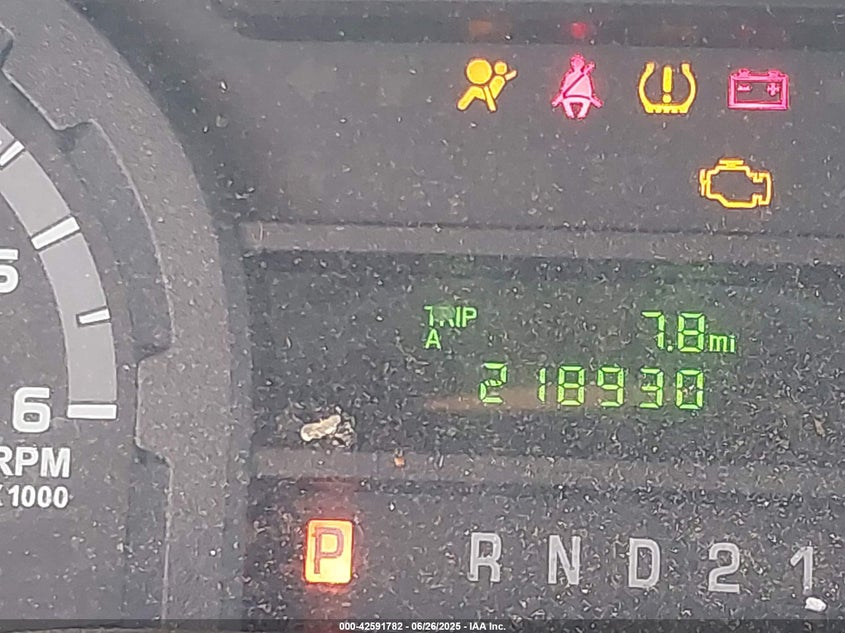 TRIP 7.8mi
A
218930
5
6
RPM
X1000
P R N D 2 1
000-42591782 - 06/26/2025 - IAA Inc.